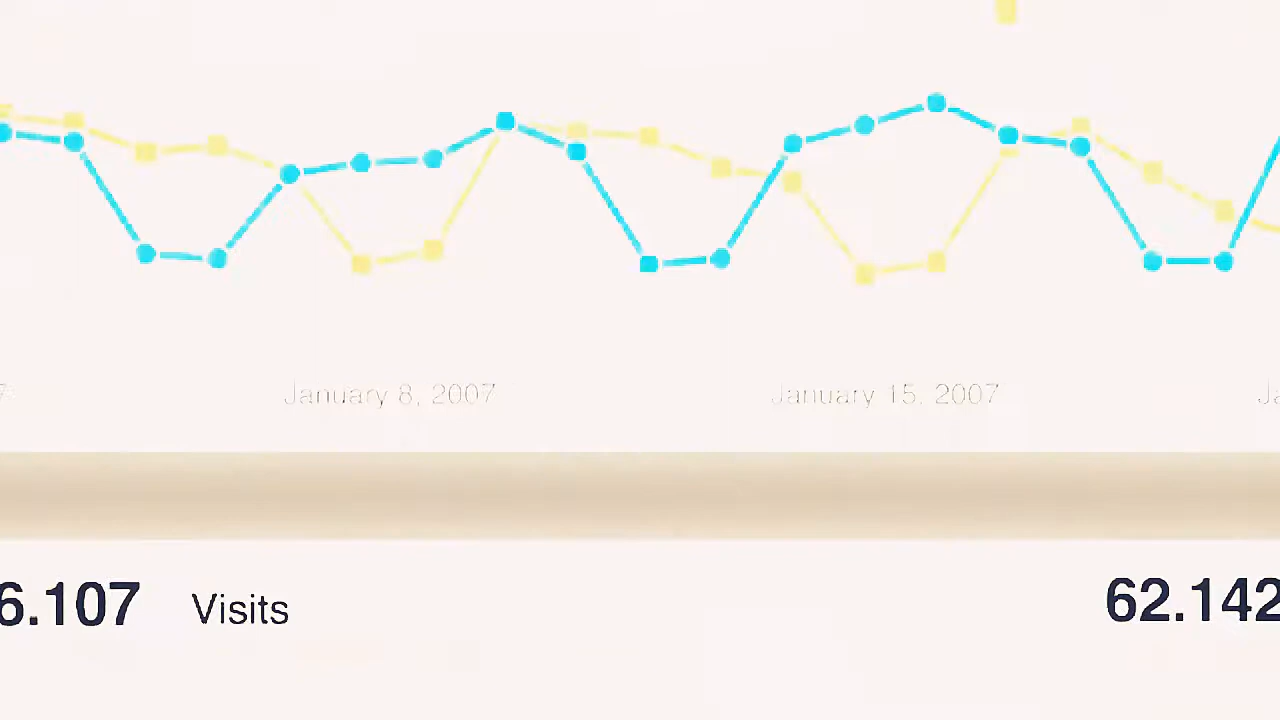 January 8, 2007
January 15, 2007
6.107 Visits
62.142